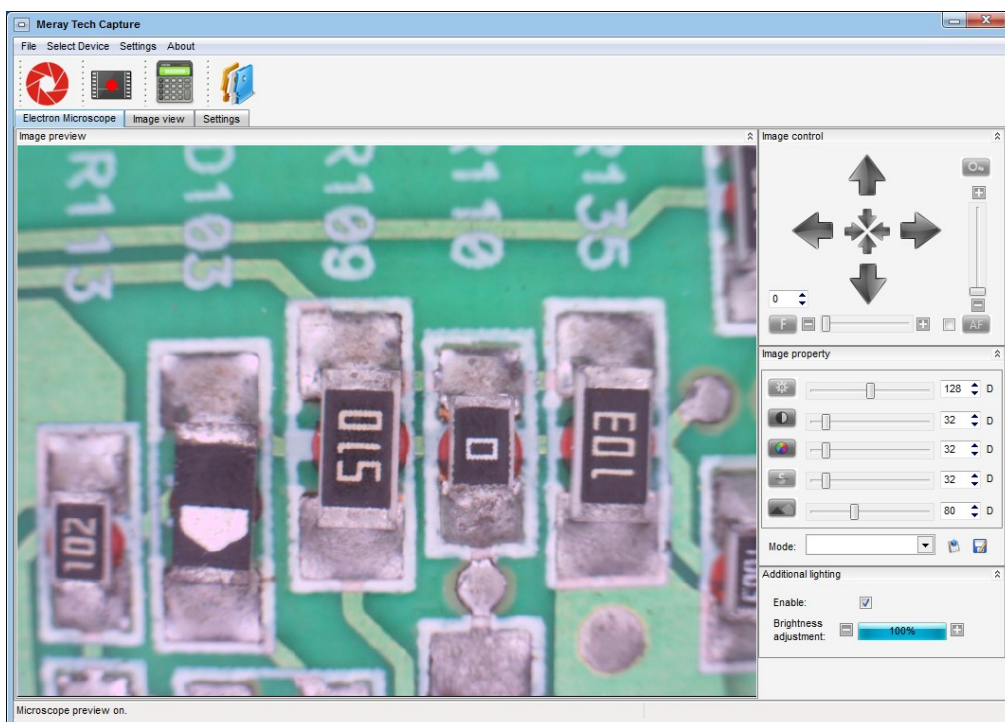 Meray Tech Capture
File Select Device Settings About
Electron Microscope Image view Settings
Image preview
R113
D103
R109
R110
R135
102
510
0
103
Image control
0
F
AF
Image property
128 D
32 D
32 D
S 32 D
80 D
Mode:
Additional lighting
Enable:
Brightness
adjustment:
100%
Microscope preview on.